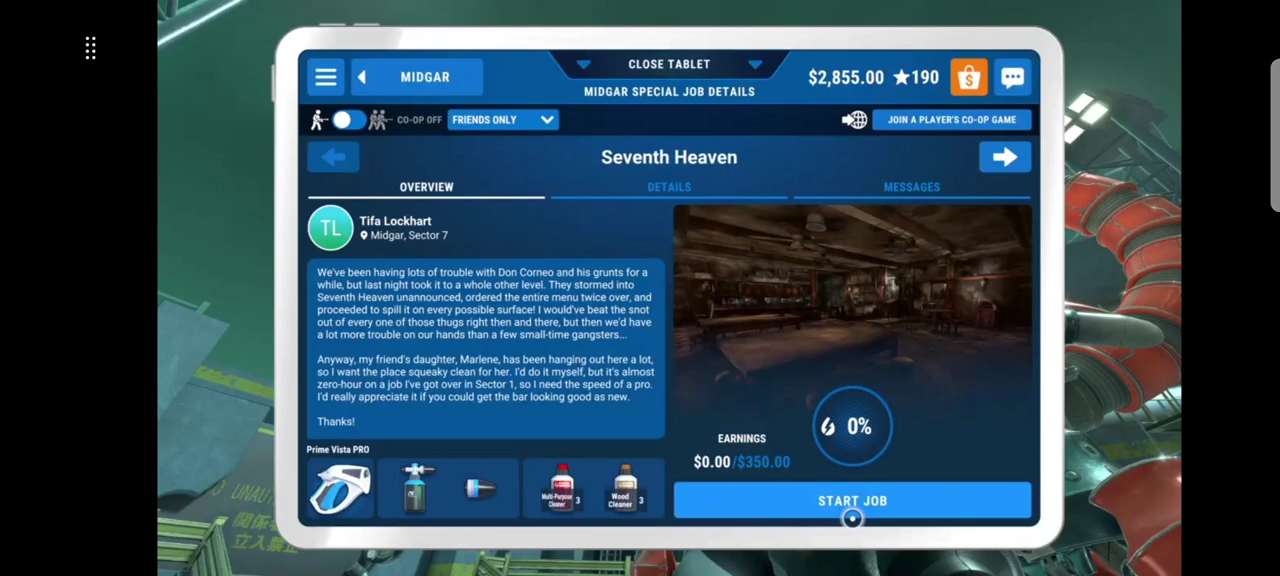 CLOSE TABLET
MIDGAR
$2,855.00 ★190
MIDGAR SPECIAL JOB DETAILS
CO-OP OFF
FRIENDS ONLY
JOIN A PLAYER'S CO-OP GAME
Seventh Heaven
OVERVIEW
DETAILS
MESSAGES
TL
Tifa Lockhart
Midgar, Sector 7
We've been having lots of trouble with Don Corneo and his grunts for a
while, but last night took it to a whole other level. They stormed into
Seventh Heaven unannounced, ordered the entire menu twice over, and
proceeded to spill it on every possible surface! I would've beat the snot
out of every one of those thugs right then and there, but then we'd have
a lot more trouble on our hands than a few small-time gangsters...
Anyway, my friend's daughter, Marlene, has been hanging out here a lot,
so I want the place squeaky clean for her. I'd do it myself, but it's almost
zero-hour on a job I've got over in Sector 1, so I need the speed of a pro.
I'd really appreciate it if you could get the bar looking good as new.
Thanks!
Prime Vista PRO
Multi-Purpose
Cleaner
3
Wood
Cleaner
3
0%
EARNINGS
$0.00/$350.00
START JOB
関係者
立入禁止